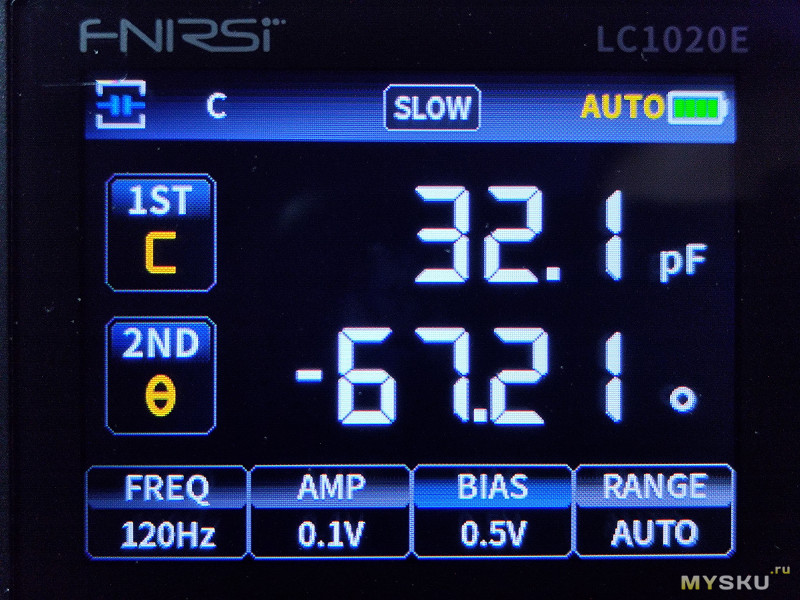 FNIRSI LC1020E
C SLOW AUTO
1ST
C
32.1 pF
2ND
θ
-67.21 °
FREQ AMP BIAS RANGE
120Hz 0.1V 0.5V AUTO
MYSKU.ru